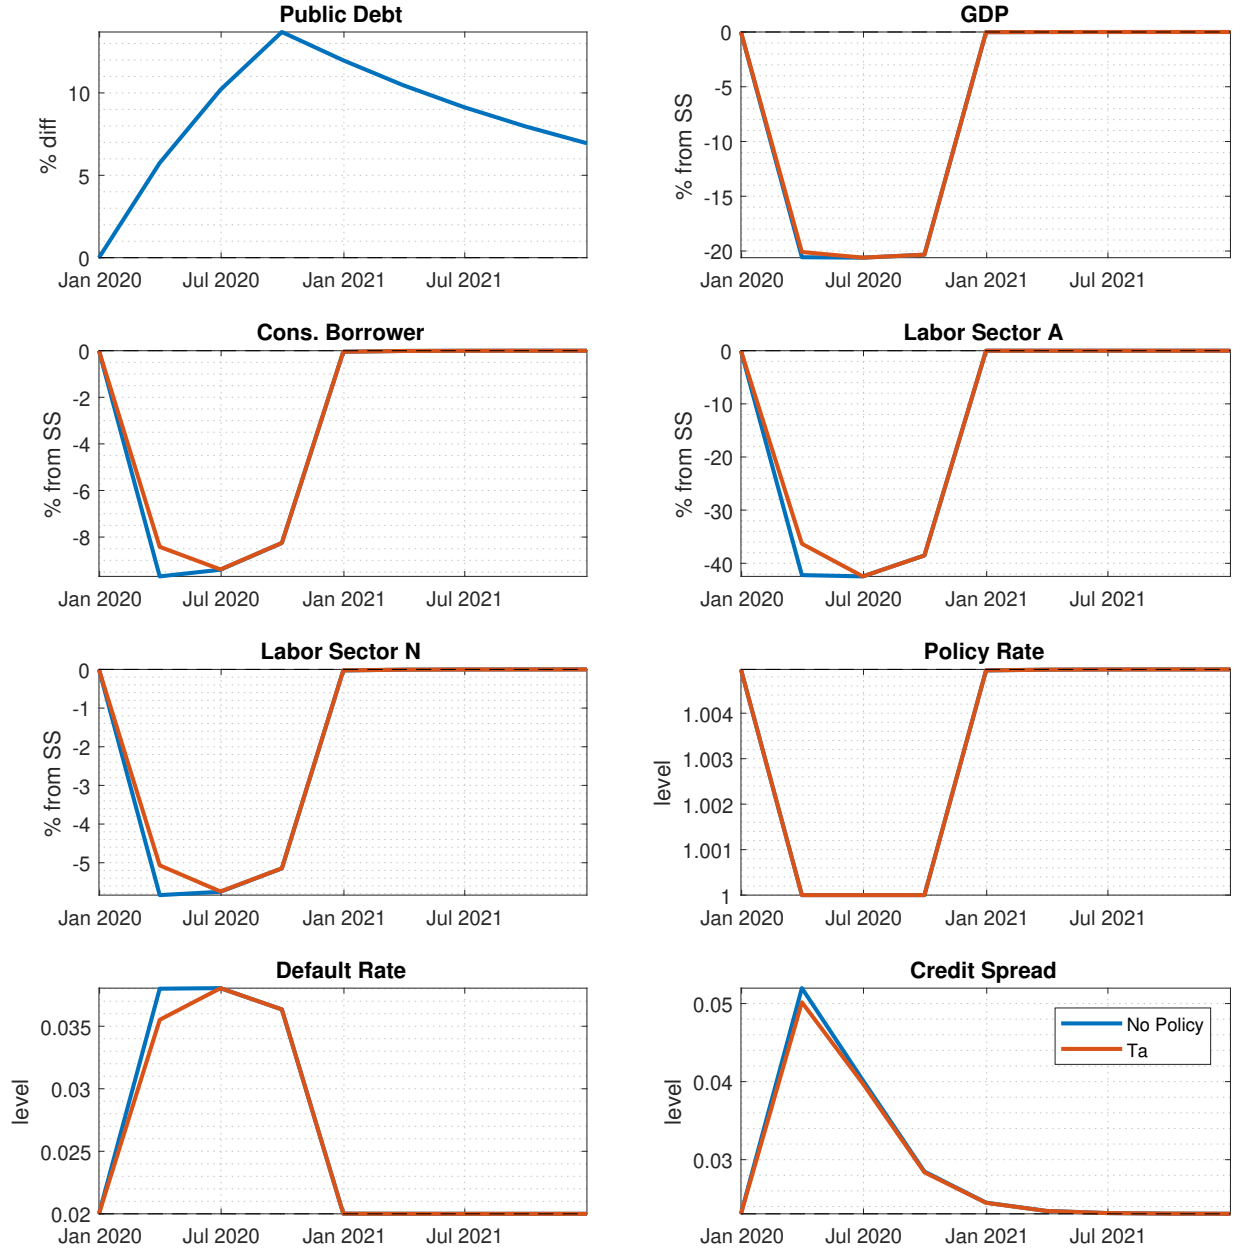 Public Debt
% diff
10
5
0
Jan 2020 Jul 2020 Jan 2021 Jul 2021
GDP
% from SS
0
-5
-10
-15
-20
Jan 2020 Jul 2020 Jan 2021 Jul 2021
Cons. Borrower
% from SS
0
-2
-4
-6
-8
Jan 2020 Jul 2020 Jan 2021 Jul 2021
Labor Sector A
% from SS
0
-10
-20
-30
-40
Jan 2020 Jul 2020 Jan 2021 Jul 2021
Labor Sector N
% from SS
0
-1
-2
-3
-4
-5
Jan 2020 Jul 2020 Jan 2021 Jul 2021
Policy Rate
level
1.004
1.003
1.002
1.001
1
Jan 2020 Jul 2020 Jan 2021 Jul 2021
Default Rate
level
0.035
0.03
0.025
0.02
Jan 2020 Jul 2020 Jan 2021 Jul 2021
Credit Spread
level
0.05
0.04
0.03
No Policy
Ta
Jan 2020 Jul 2020 Jan 2021 Jul 2021